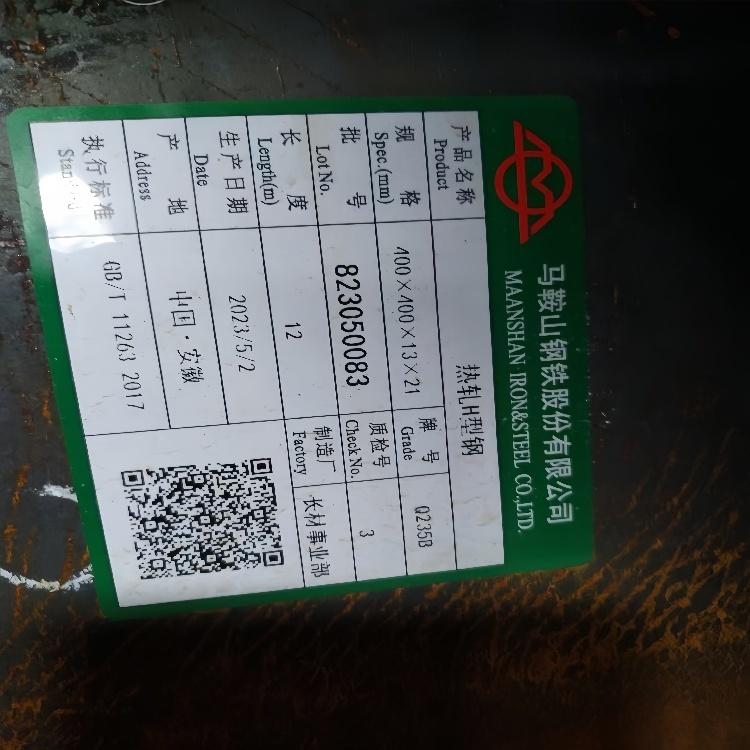 马鞍山钢铁股份有限公司
MAANSHAN IRON&STEEL CO.,LTD.
产品名称 热轧H型钢
Product
规 格 400×400×13×21 牌 号 Q235B
Spec.(mm) Grade
批 号 823050083 质检号 3
Lot No. Check No.
长 度 12 制造厂 长材事业部
Length(m) Factory
生产日期 2023/5/2
Date
产 地 中国·安徽
Address
执行标准 GB/T 11263 2017